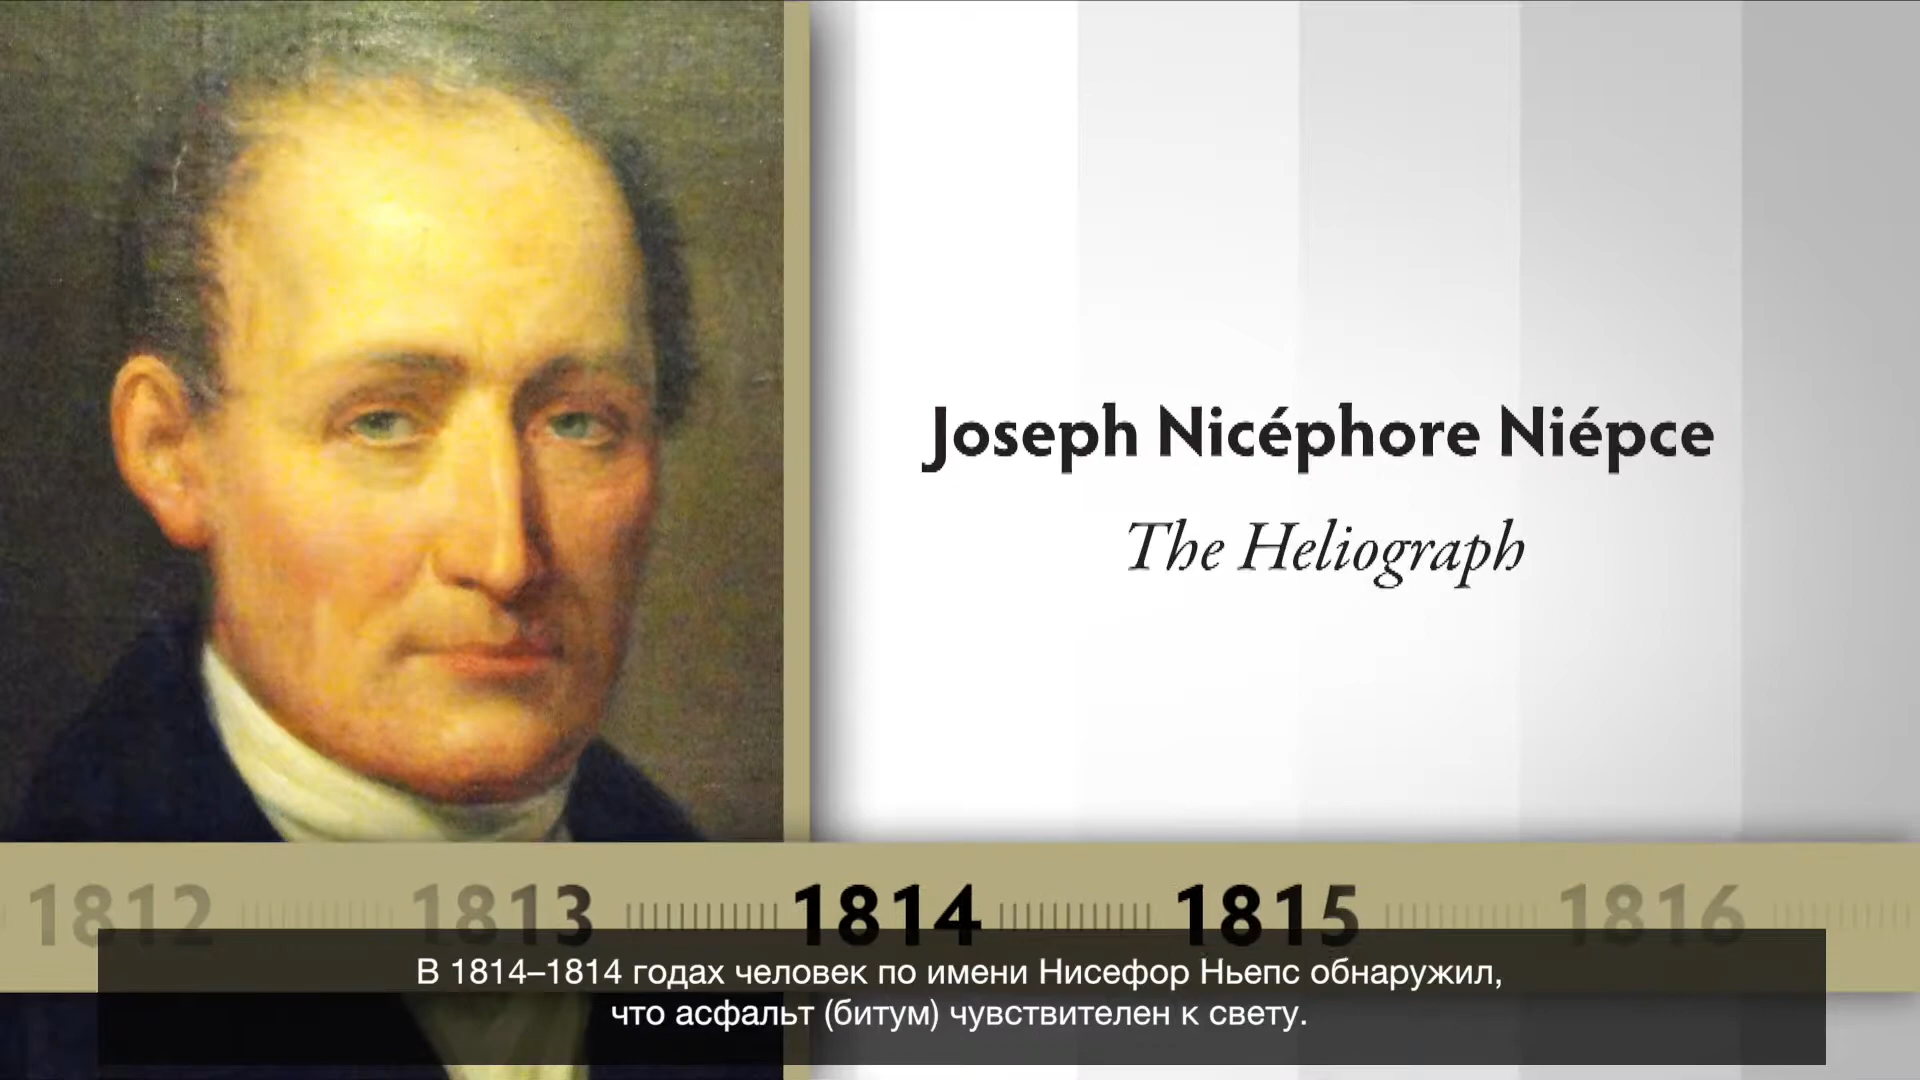 Joseph Nicéphore Niépce
The Heliograph
1812 1813 1814 1815 1816
В 1814–1814 годах человек по имени Нисефор Ньепс обнаружил,
что асфальт (битум) чувствителен к свету.